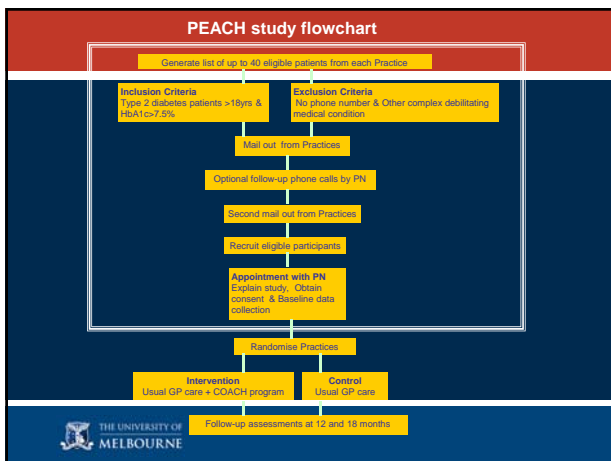 PEACH study flowchart
Generate list of up to 40 eligible patients from each Practice
Inclusion Criteria
Type 2 diabetes patients >18yrs &
HbA1c>7.5%
Exclusion Criteria
No phone number & Other complex debilitating
medical condition
Mail out from Practices
Optional follow-up phone calls by PN
Second mail out from Practices
Recruit eligible participants
Appointment with PN
Explain study, Obtain
consent & Baseline data
collection
Randomise Practices
Intervention
Usual GP care + COACH program
Control
Usual GP care
Follow-up assessments at 12 and 18 months
THE UNIVERSITY OF
MELBOURNE